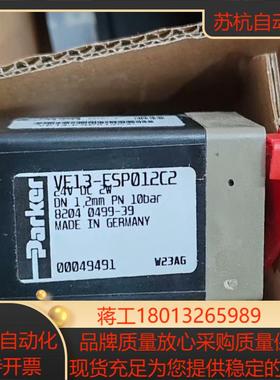 苏杭自动
Parker
VE13-ESP012C2
24V DC 2W
DN 1,2mm PN 10bar
8204 0499-39
MADE IN GERMANY
00049491
W23AG
蒋工18013265989
自动化
开票
品牌质量放心采购质量保
现货充足为您提供稳定的